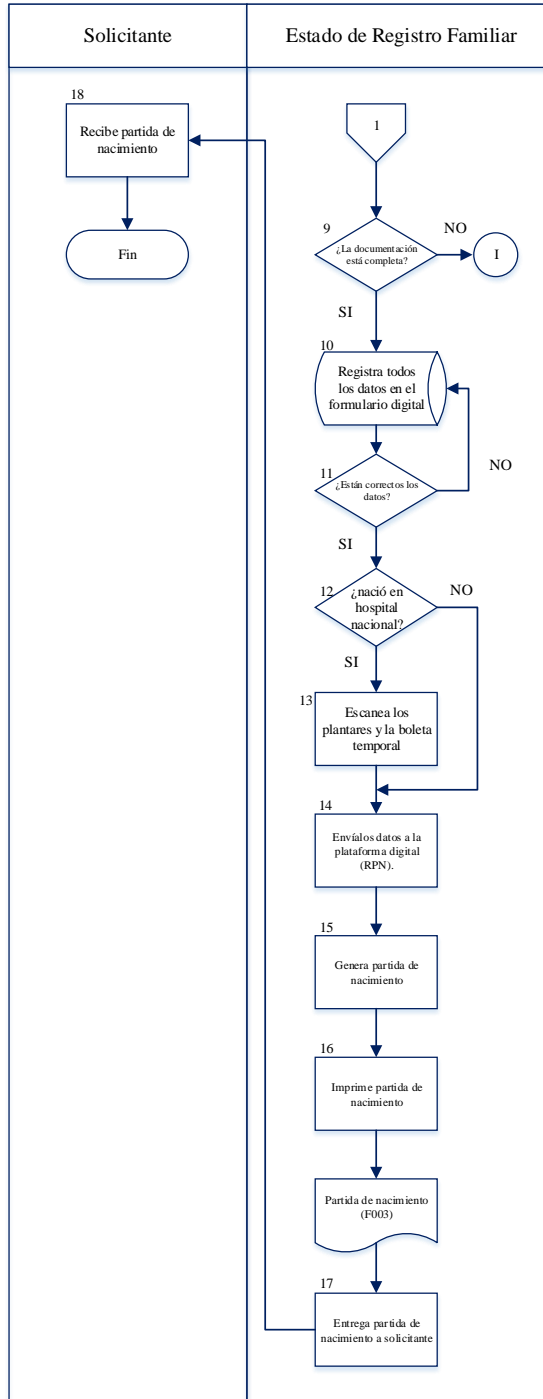 Solicitante
Estado de Registro Familiar
18
Recibe partida de
nacimiento
Fin
1
9
¿La documentación
está completa?
NO
I
SI
10
Registra todos
los datos en el
formulario digital
11
¿Están correctos los
datos?
NO
SI
12
¿nació en
hospital
nacional?
NO
SI
13
Escanea los
plantares y la boleta
temporal
14
Envíalos datos a la
plataforma digital
(RPN).
15
Genera partida de
nacimiento
16
Imprime partida de
nacimiento
Partida de nacimiento
(F003)
17
Entrega partida de
nacimiento a solicitante